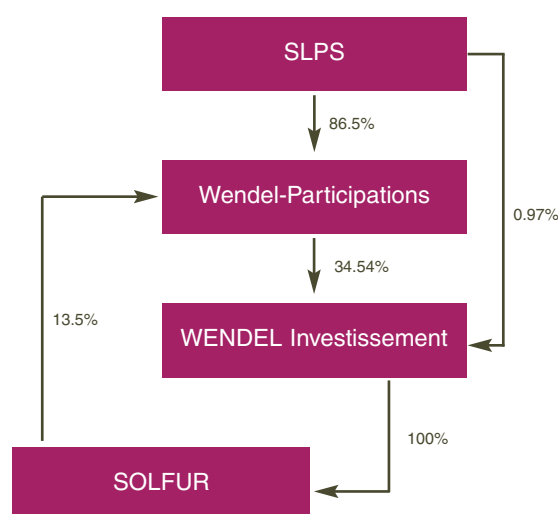 SLPS
86.5%
Wendel-Participations
0.97%
34.54%
13.5%
WENDEL Investissement
100%
SOLFUR